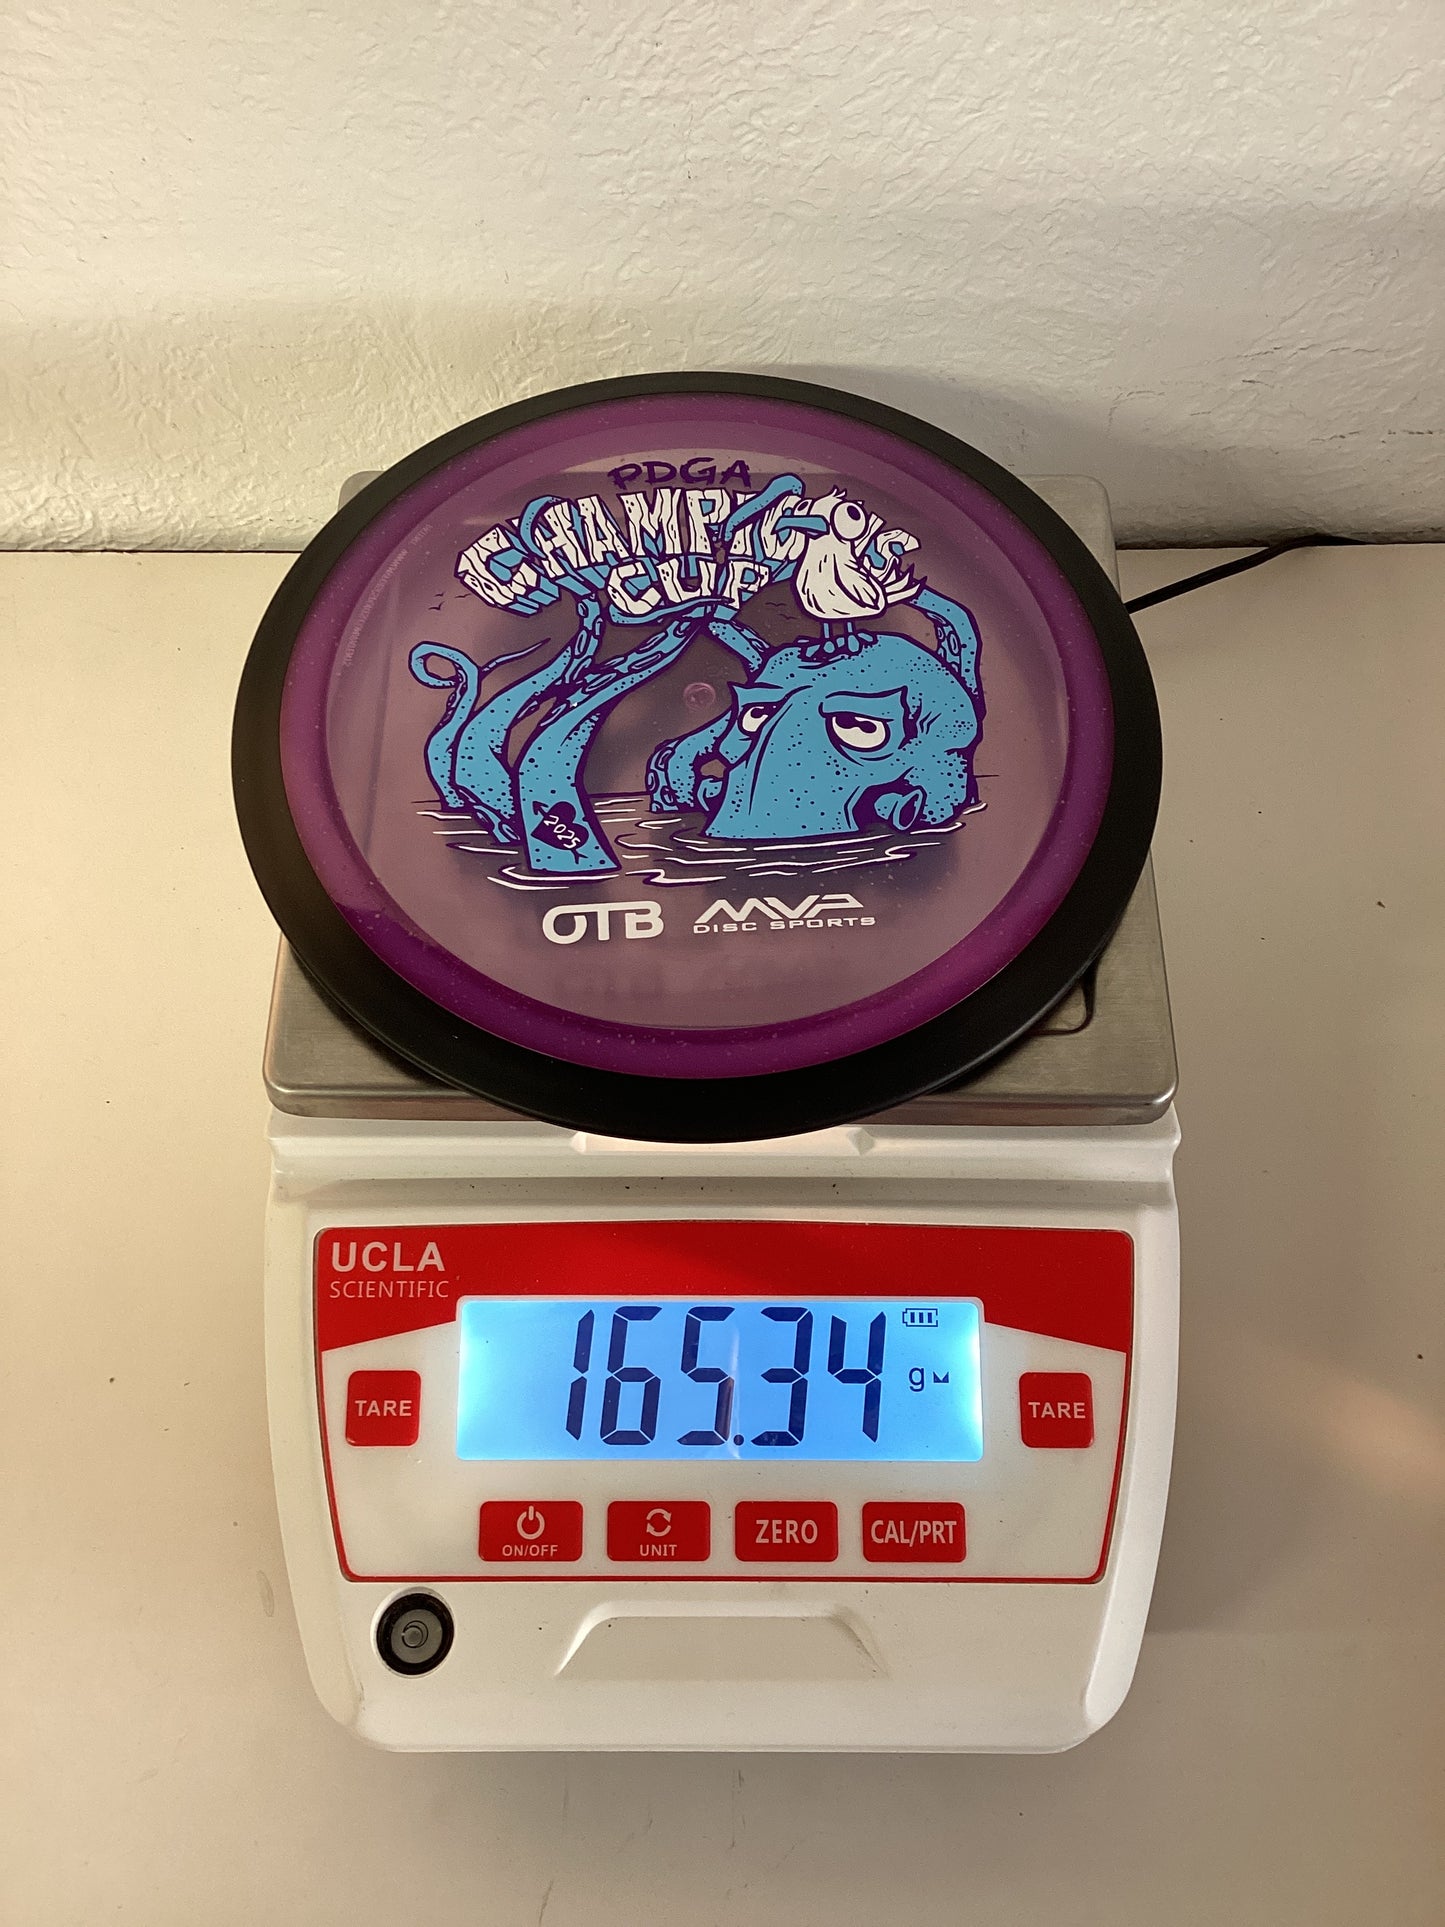 PDGA
CHAMPIONS
CUP
2025
OTB MVP
DISC SPORTS
UCLA
SCIENTIFIC
165.34 g
TARE
TARE
ON/OFF
UNIT
ZERO
CAL/PRT